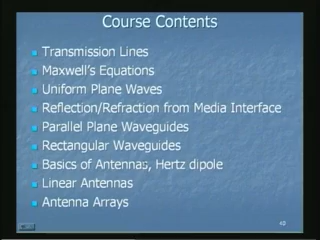 Course Contents
Transmission Lines
Maxwell's Equations
Uniform Plane Waves
Reflection/Refraction from Media Interface
Parallel Plane Waveguides
Rectangular Waveguides
Basics of Antennas, Hertz dipole
Linear Antennas
Antenna Arrays